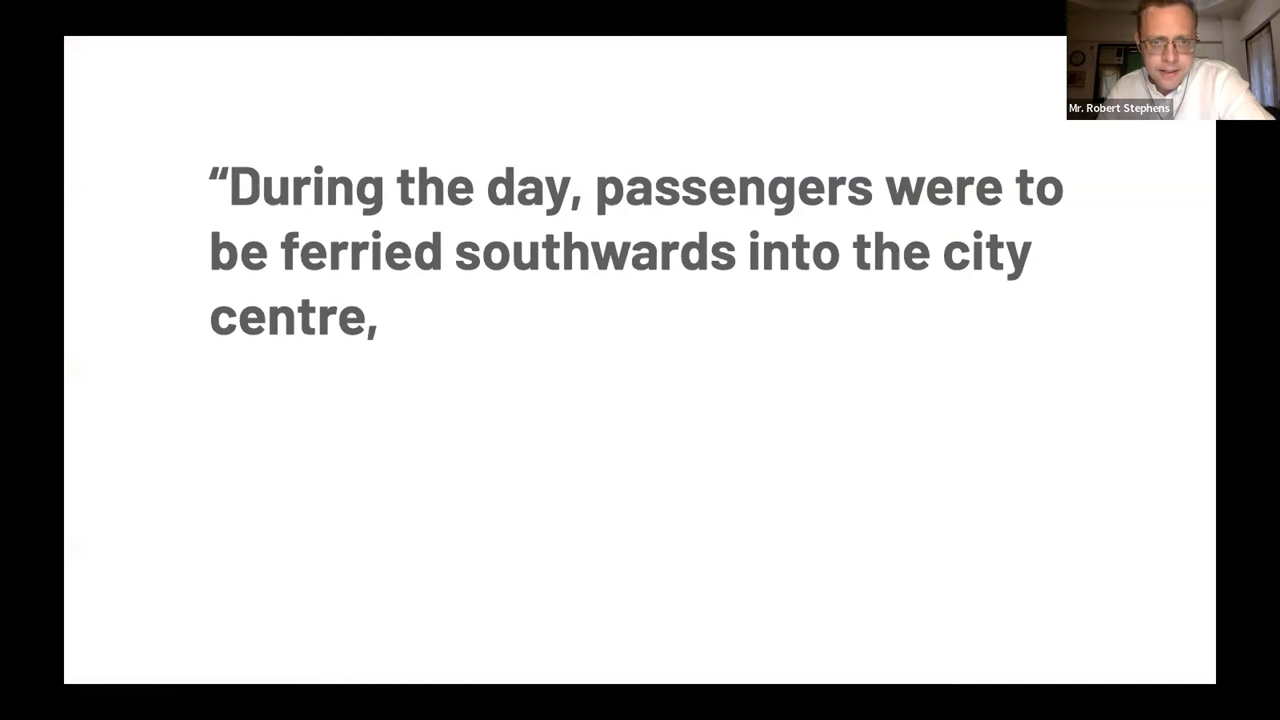 Mr. Robert Stephens
“During the day, passengers were to
be ferried southwards into the city
centre,